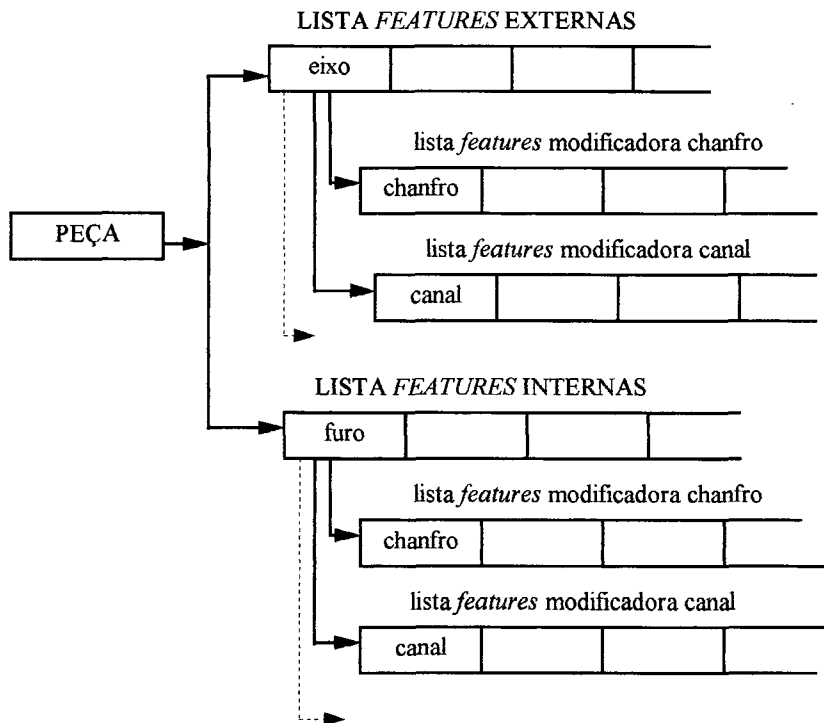 LISTA FEATURES EXTERNAS
eixo
lista features modificadora chanfro
chanfro
PEÇA
lista features modificadora canal
canal
LISTA FEATURES INTERNAS
furo
lista features modificadora chanfro
chanfro
lista features modificadora canal
canal